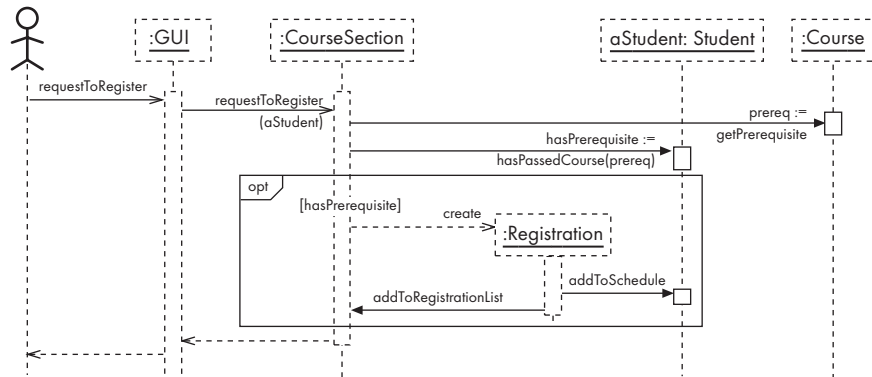 :GUI
:CourseSection
aStudent: Student
:Course
requestToRegister
requestToRegister
(aStudent)
prereq :=
getPrerequisite
hasPrerequisite :=
hasPassedCourse(prereq)
opt
[hasPrerequisite]
create
:Registration
addToSchedule
addToRegistrationList